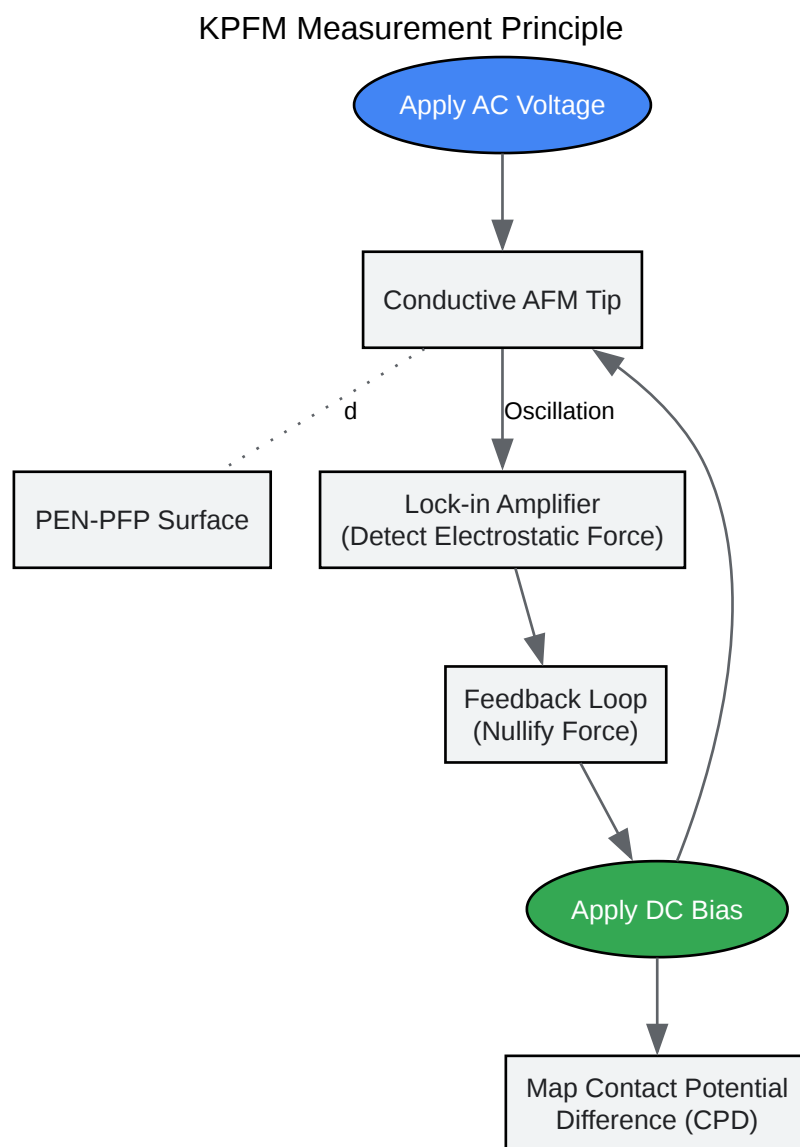 KPFM Measurement Principle
Apply AC Voltage
Conductive AFM Tip
d
Oscillation
PEN-PFP Surface
Lock-in Amplifier
(Detect Electrostatic Force)
Feedback Loop
(Nullify Force)
Apply DC Bias
Map Contact Potential
Difference (CPD)